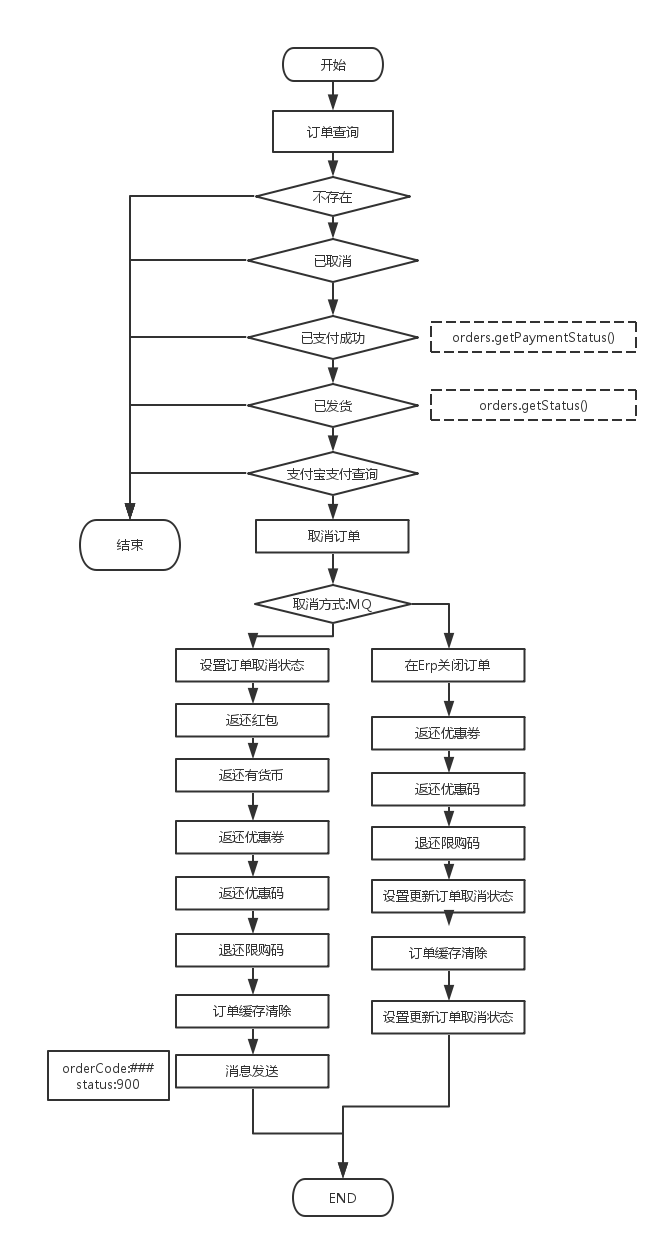 开始
订单查询
不存在
已取消
已支付成功
orders.getPaymentStatus()
已发货
orders.getStatus()
支付宝支付查询
取消订单
结束
取消方式:MQ
设置订单取消状态
返还红包
返还有货币
返还优惠券
返还优惠码
退还限购码
订单缓存清除
消息发送
orderCode:###
status:900
在Erp关闭订单
返还优惠券
返还优惠码
退还限购码
设置更新订单取消状态
订单缓存清除
设置更新订单取消状态
END